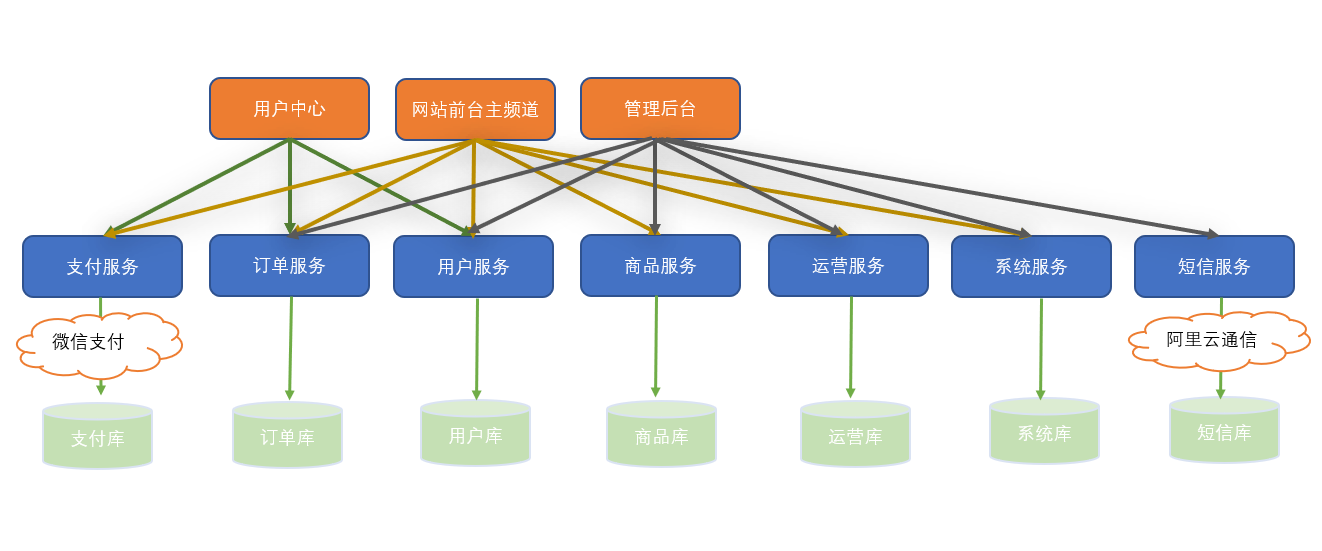 用户中心
网站前台主频道
管理后台
支付服务
订单服务
用户服务
商品服务
运营服务
系统服务
短信服务
微信支付
阿里云通信
支付库
订单库
用户库
商品库
运营库
系统库
短信库